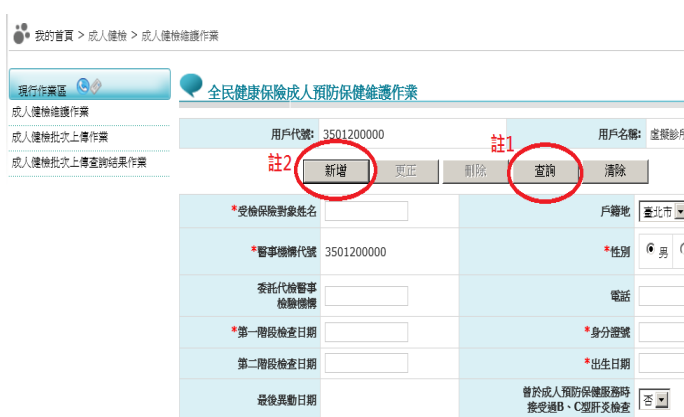 我的首頁 > 成人健檢 > 成人健檢維護作業
現行作業區
成人健檢維護作業
成人健檢批次上傳作業
成人健檢批次上傳查詢結果作業
全民健康保險成人預防保健維護作業
用戶代號: 3501200000 用戶名稱: 虛擬診所
註2 註1
新增 更正 刪除 查詢 清除
*受檢保險對象姓名 戶籍地 臺北市
*醫事機構代號 3501200000 *性別 男
委託代檢醫事
檢驗機構 電話
*第一階段檢查日期 *身分證號
第二階段檢查日期 *出生日期
最後異動日期 曾於成人預防保健服務時
接受過B、C型肝炎檢查 否